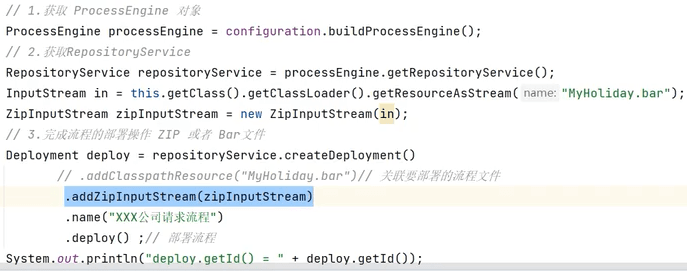 // 1.获取 ProcessEngine 对象
ProcessEngine processEngine = configuration.buildProcessEngine();
// 2.获取RepositoryService
RepositoryService repositoryService = processEngine.getRepositoryService();
InputStream in = this.getClass().getClassLoader().getResourceAsStream( name: "MyHoliday.bar");
ZipInputStream zipInputStream = new ZipInputStream(in);
// 3.完成流程的部署操作 ZIP 或者 Bar文件
Deployment deploy = repositoryService.createDeployment()
// .addClasspathResource("MyHoliday.bar")// 关联要部署的流程文件
.addZipInputStream(zipInputStream)
.name("XXX公司请求流程")
.deploy() ;// 部署流程
System.out.println("deploy.getId() = " + deploy.getId());